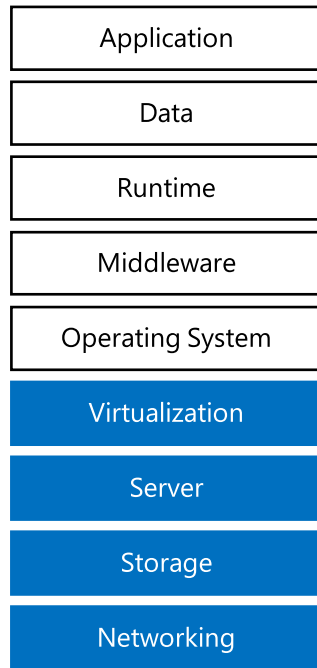 Application
Data
Runtime
Middleware
Operating System
Virtualization
Server
Storage
Networking